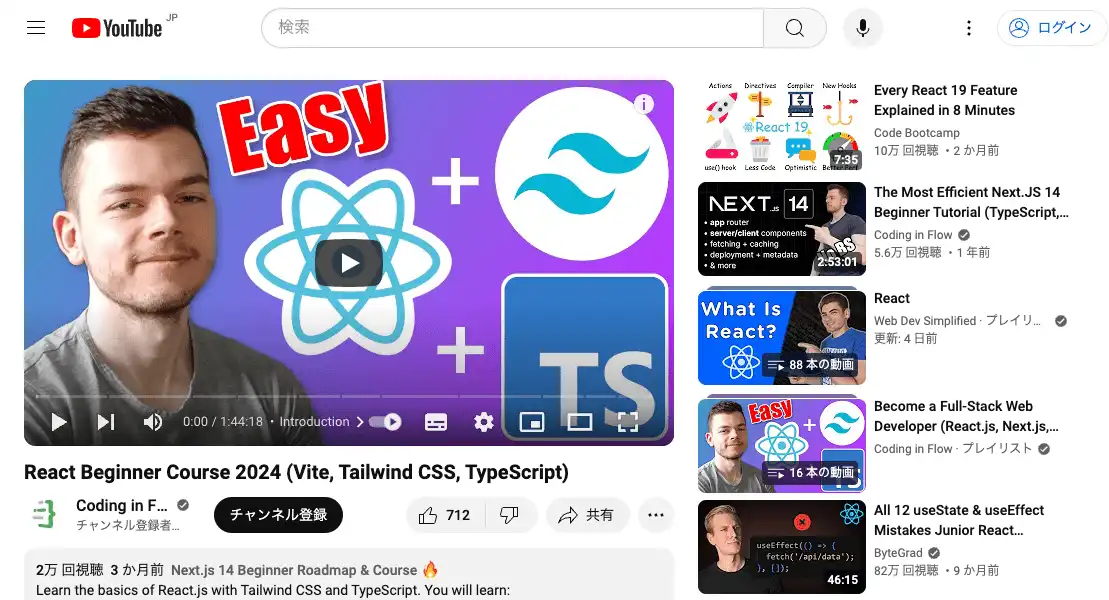 YouTube JP
検索
ログイン
Easy
TS
0:00 / 1:44:18 • Introduction
React Beginner Course 2024 (Vite, Tailwind CSS, TypeScript)
Coding in F...
チャンネル登録者...
チャンネル登録
712
共有
2万 回視聴 3 か月前 Next.js 14 Beginner Roadmap & Course 🔥
Learn the basics of React.js with Tailwind CSS and TypeScript. You will learn:
Actions Directives Compiler New Hooks
React 19
use() hook Less Code Optimistic
7:35
Every React 19 Feature
Explained in 8 Minutes
Code Bootcamp
10万 回視聴 ・2 か月前
NEXT.JS 14
• app router
• server/client components
• fetching + caching
• deployment + metadata
• & more
2:53:01
The Most Efficient Next.JS 14
Beginner Tutorial (TypeScript,...
Coding in Flow
5.6万 回視聴 ・1 年前
What Is
React?
88 本の動画
React
Web Dev Simplified · プレイリ...
更新: 4 日前
Easy
16 本の動画
Become a Full-Stack Web
Developer (React.js, Next.js,...
Coding in Flow · プレイリスト
useEffect(() => {
fetch('/api/data');
}, []);
46:15
All 12 useState & useEffect
Mistakes Junior React...
ByteGrad
82万 回視聴 ・9 か月前